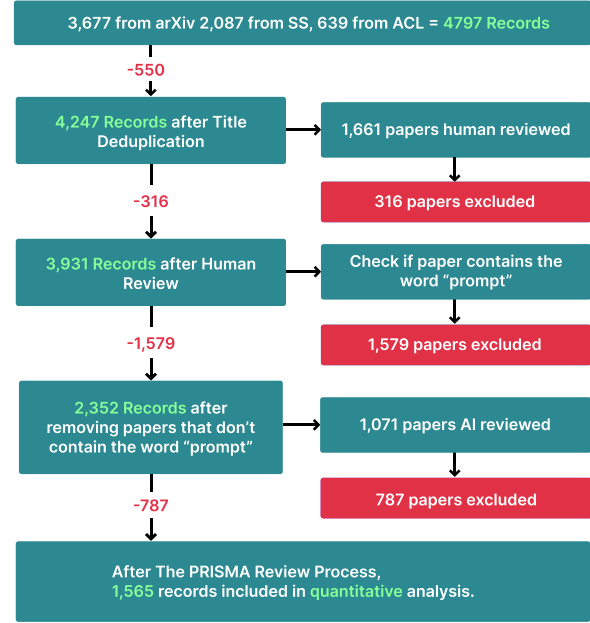 3,677 from arXiv 2,087 from SS, 639 from ACL = 4797 Records
-550
4,247 Records after Title
Deduplication
1,661 papers human reviewed
316 papers excluded
-316
3,931 Records after Human
Review
Check if paper contains the
word “prompt”
1,579 papers excluded
-1,579
2,352 Records after
removing papers that don’t
contain the word “prompt”
1,071 papers AI reviewed
787 papers excluded
-787
After The PRISMA Review Process,
1,565 records included in quantitative analysis.